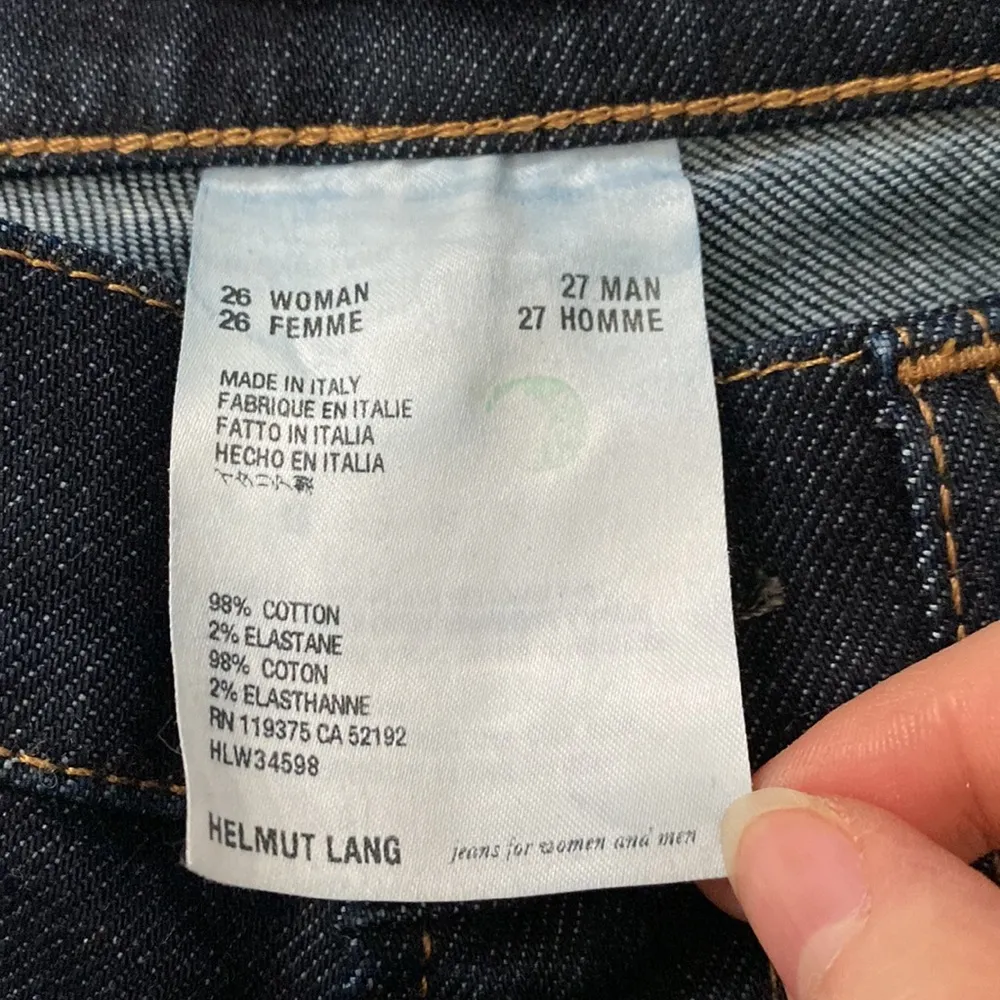 26 WOMAN
26 FEMME
27 MAN
27 HOMME
MADE IN ITALY
FABRIQUE EN ITALIE
FATTO IN ITALIA
HECHO EN ITALIA
98% COTTON
2% ELASTANE
98% COTON
2% ELASTHANNE
RN 119375 CA 52192
HLW34598
HELMUT LANG
jeans for women and men